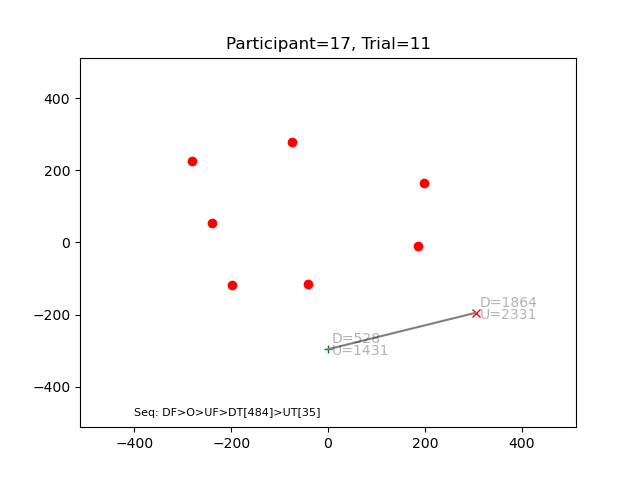 Participant=17, Trial=11
400
200
0
−200
−400
D=1864
U=2331
D=528
U=1431
Seq: DF>O>UF>DT[484]>UT[35]
−400
−200
0
200
400